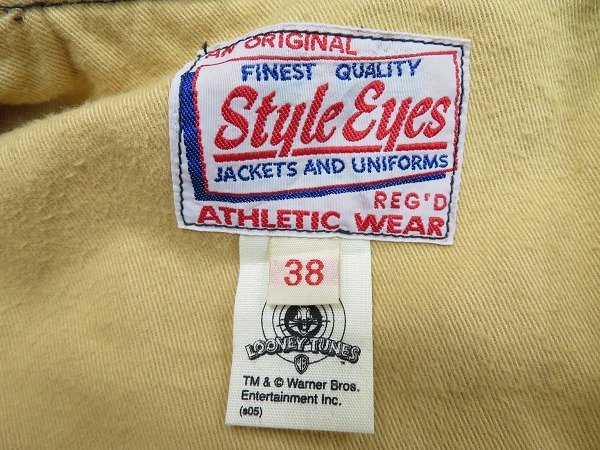 AN ORIGINAL
FINEST QUALITY
Style Eyes
JACKETS AND UNIFORMS
REG'D
ATHLETIC WEAR
38
LOONEY TUNES
WB
TM & © Warner Bros.
Entertainment Inc.
(s05)